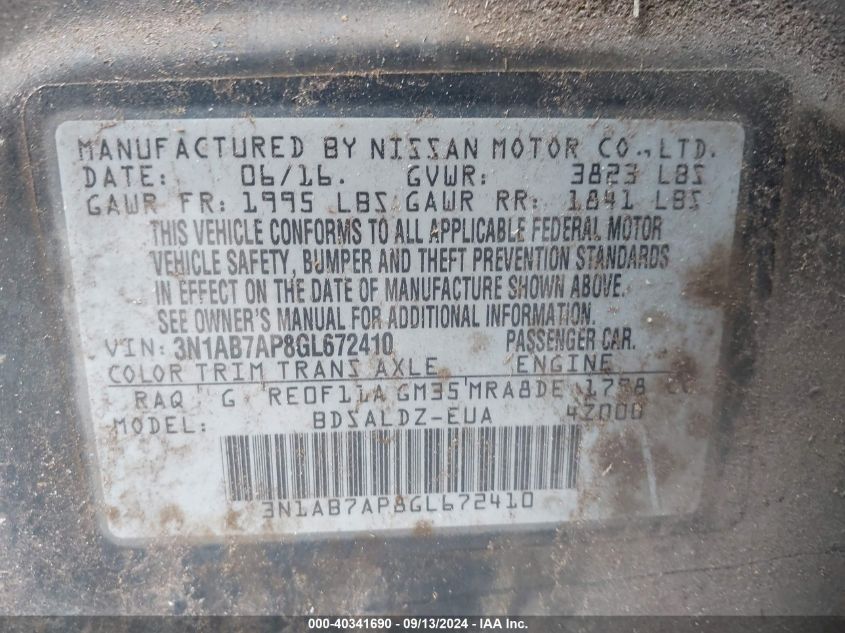 MANUFACTURED BY NISSAN MOTOR CO., LTD.
DATE: 06/16. GVWR: 3823 LBS
GAWR FR: 1995 LBS GAWR RR: 1841 LBS
THIS VEHICLE CONFORMS TO ALL APPLICABLE FEDERAL MOTOR
VEHICLE SAFETY, BUMPER AND THEFT PREVENTION STANDARDS
IN EFFECT ON THE DATE OF MANUFACTURE SHOWN ABOVE.
SEE OWNER'S MANUAL FOR ADDITIONAL INFORMATION.
VIN: 3N1AB7AP8GL672410 PASSENGER CAR.
COLOR TRIM TRANS AXLE ENGINE
RAQ G RE0F11A GM35 MRA8DE 1798
MODEL: BDSALDZ-EUA 4Z000
3N1AB7AP8GL672410
000-40341690 - 09/13/2024 - IAAI.com